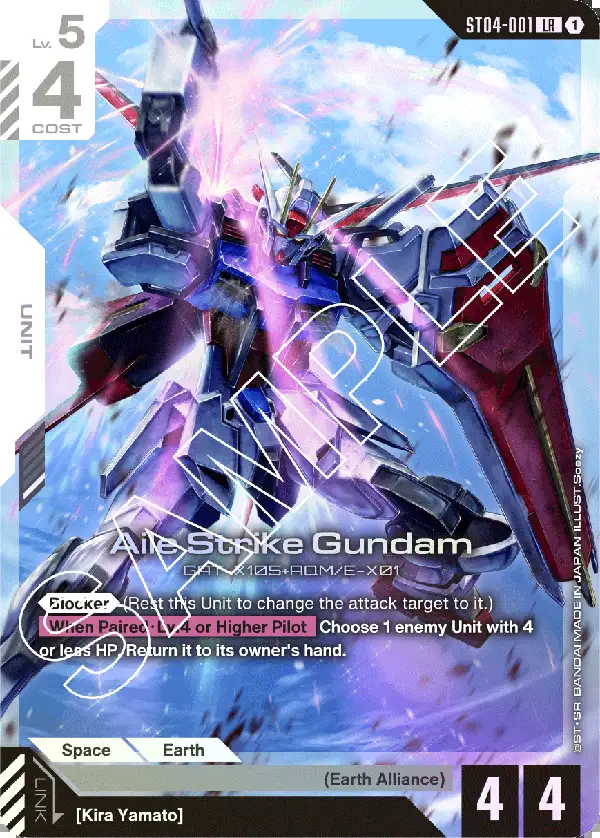 Lv. 5
4
COST
ST04-001 LR 1
UNIT
SAMPLE
Aile Strike Gundam
GAT-X105+AQM/E-X01
Blocker (Rest this Unit to change the attack target to it.)
When Paired･Lv.4 or Higher Pilot Choose 1 enemy Unit with 4
or less HP. Return it to its owner's hand.
©ST･SR BANDAI MADE IN JAPAN ILLUST.Soezy
Space Earth
(Earth Alliance)
LINK
[Kira Yamato]
4 4